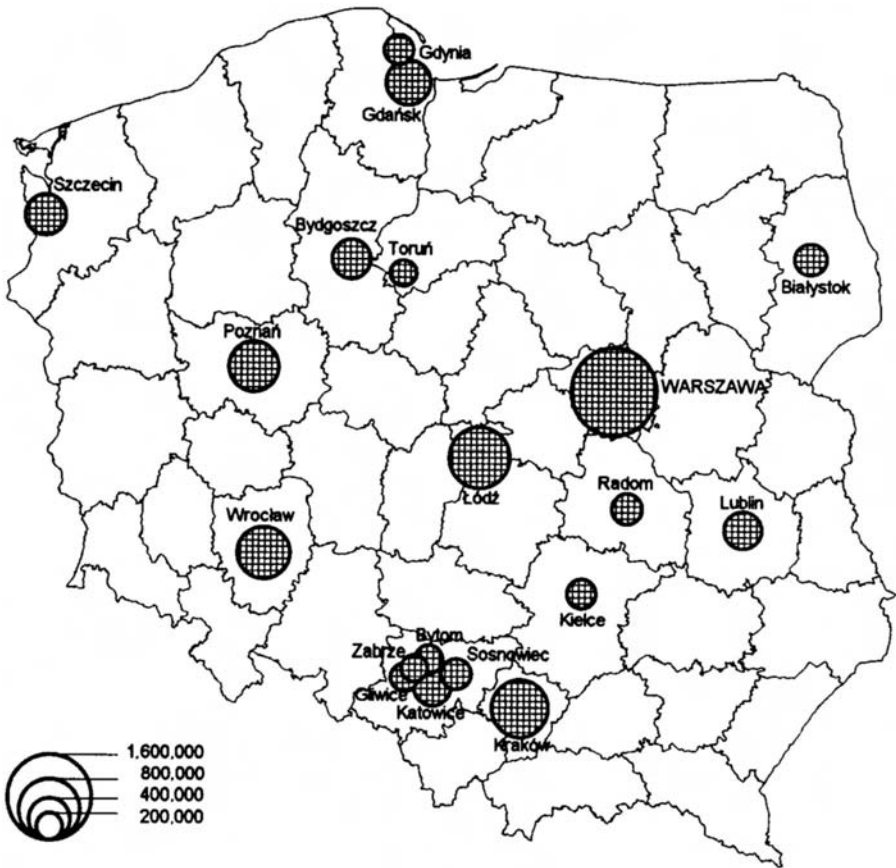 Gdynia
Gdańsk
Szczecin
Bydgoszcz
Toruń
Białystok
Poznań
WARSZAWA
Łódź
Radom
Lublin
Wrocław
Kielce
Bytom
Zabrze
Sosnowiec
Gliwice
Katowice
Kraków
1,600,000
800,000
400,000
200,000